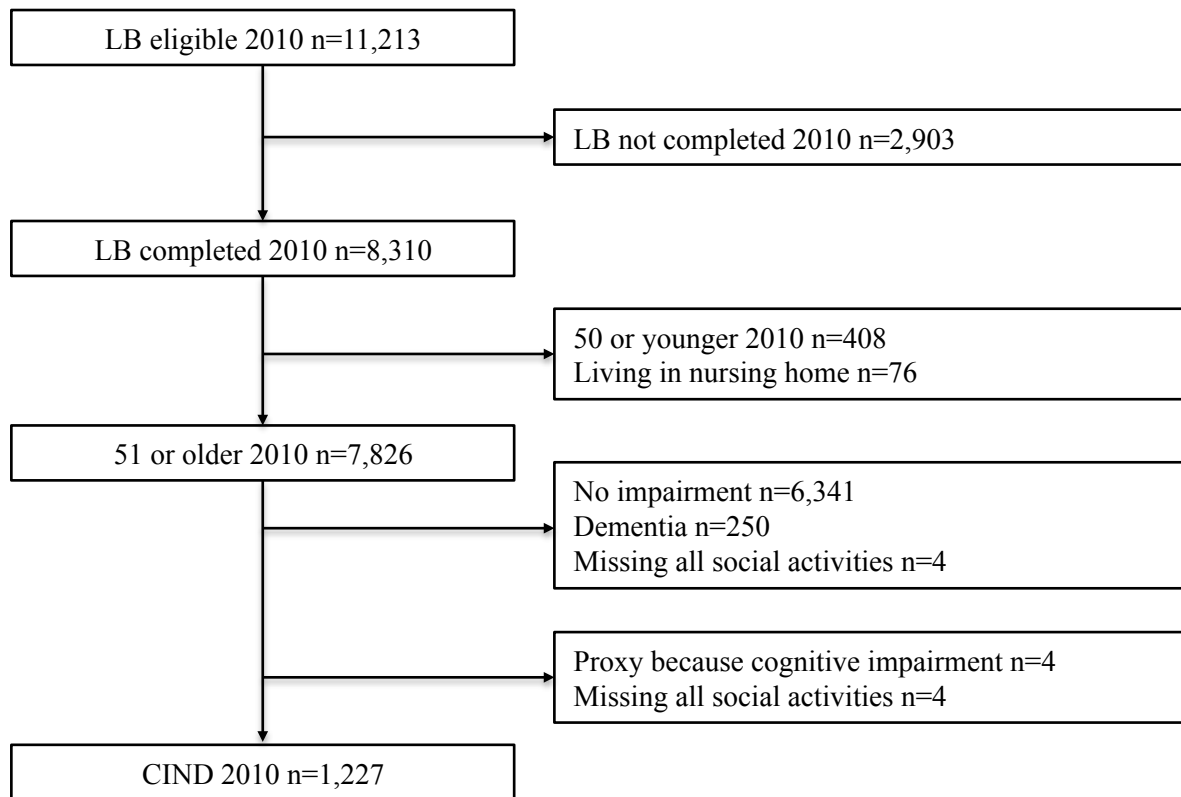 LB eligible 2010 n=11,213
LB not completed 2010 n=2,903
LB completed 2010 n=8,310
50 or younger 2010 n=408
Living in nursing home n=76
51 or older 2010 n=7,826
No impairment n=6,341
Dementia n=250
Missing all social activities n=4
Proxy because cognitive impairment n=4
Missing all social activities n=4
CIND 2010 n=1,227